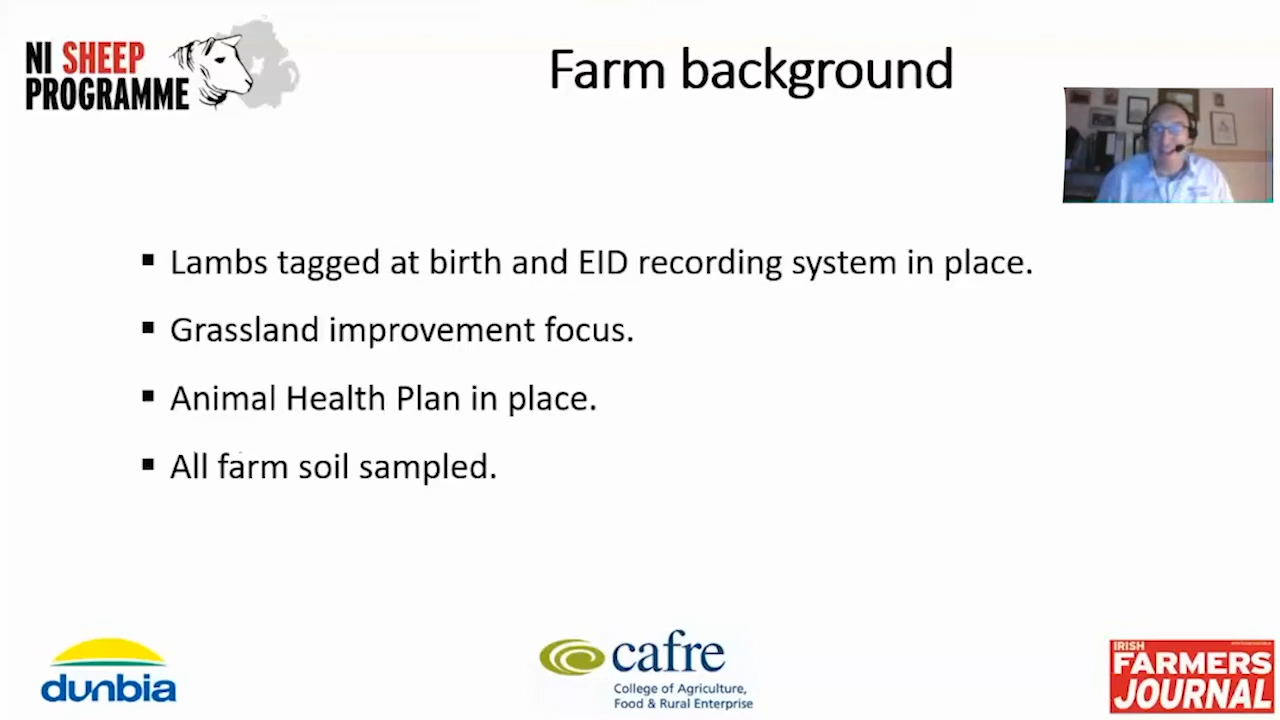 NI SHEEP
PROGRAMME
Farm background
▪ Lambs tagged at birth and EID recording system in place.
▪ Grassland improvement focus.
▪ Animal Health Plan in place.
▪ All farm soil sampled.
dunbia
cafre
College of Agriculture,
Food & Rural Enterprise
IRISH
FARMERS
JOURNAL